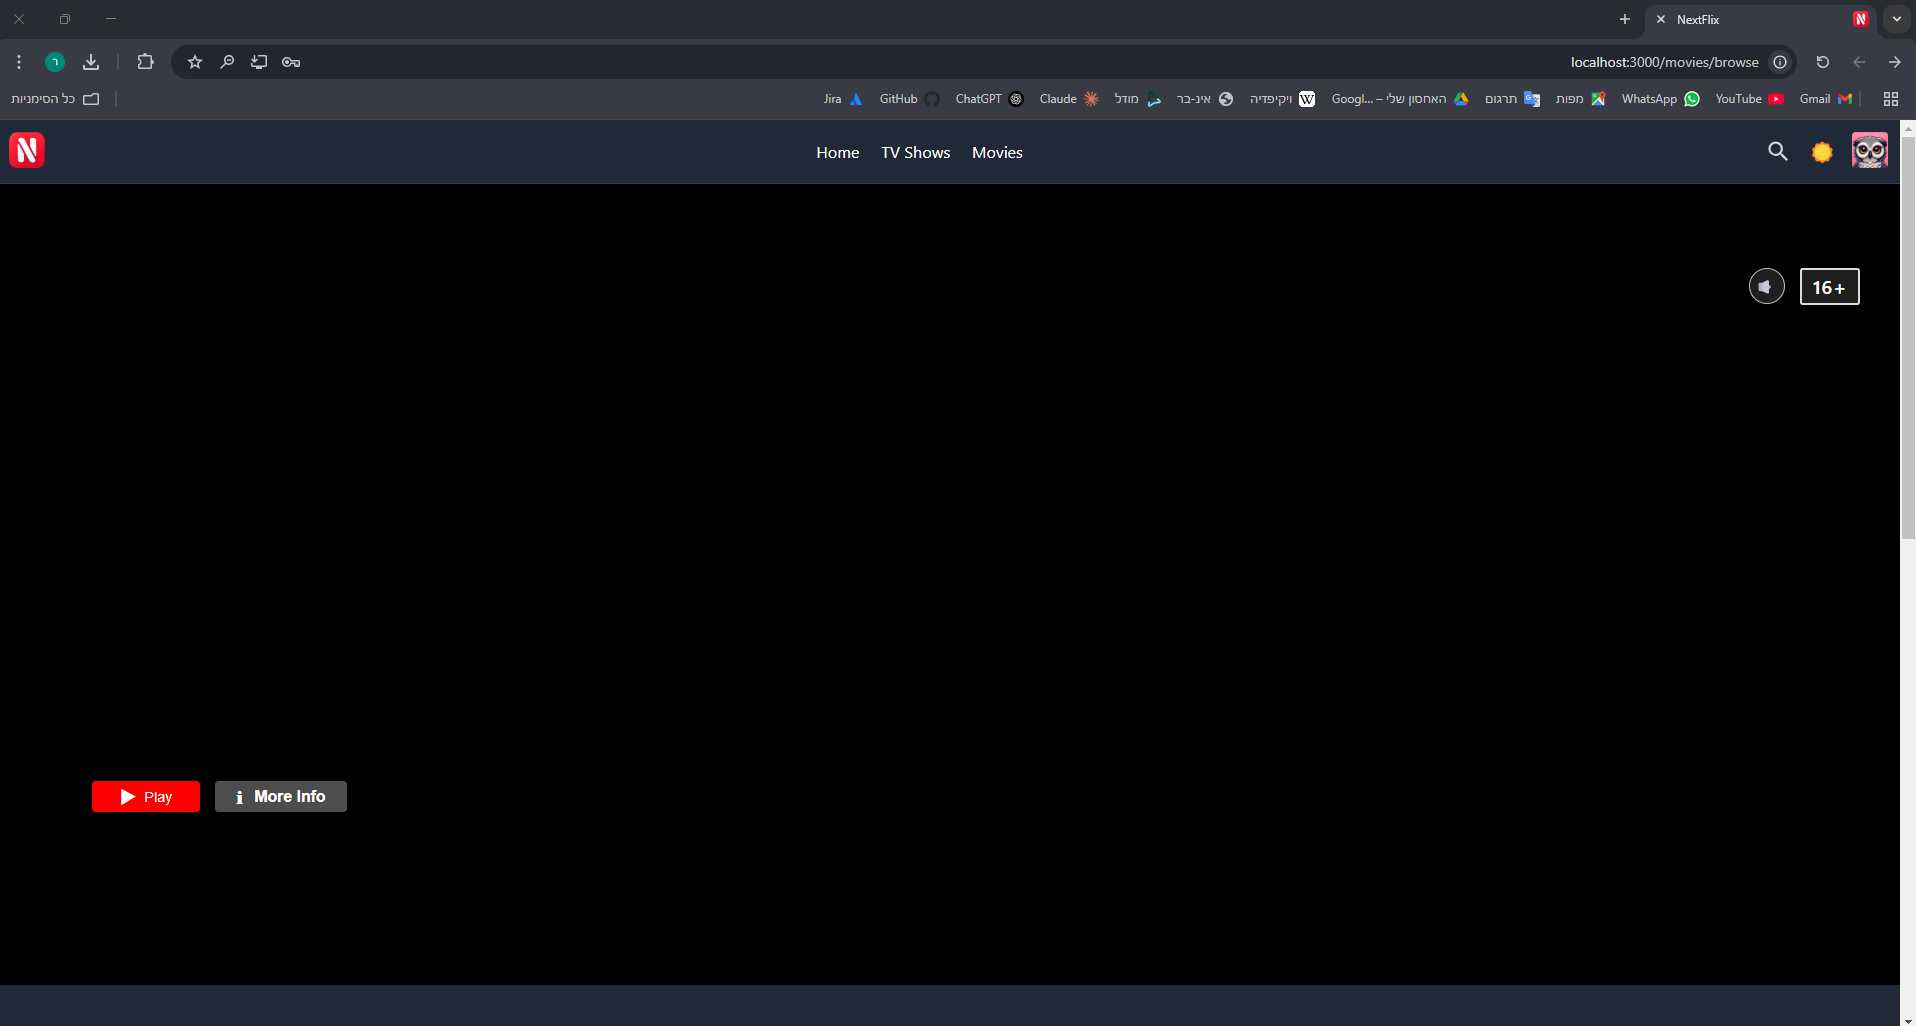 NextFlix
localhost:3000/movies/browse
ר
Gmail
YouTube
WhatsApp
מפות
תרגום
האחסון שלי – Googl...
ויקיפדיה
אינ-בר
מודל
Claude
ChatGPT
GitHub
Jira
כל הסימניות
N
Home TV Shows Movies
16+
Play
i More Info